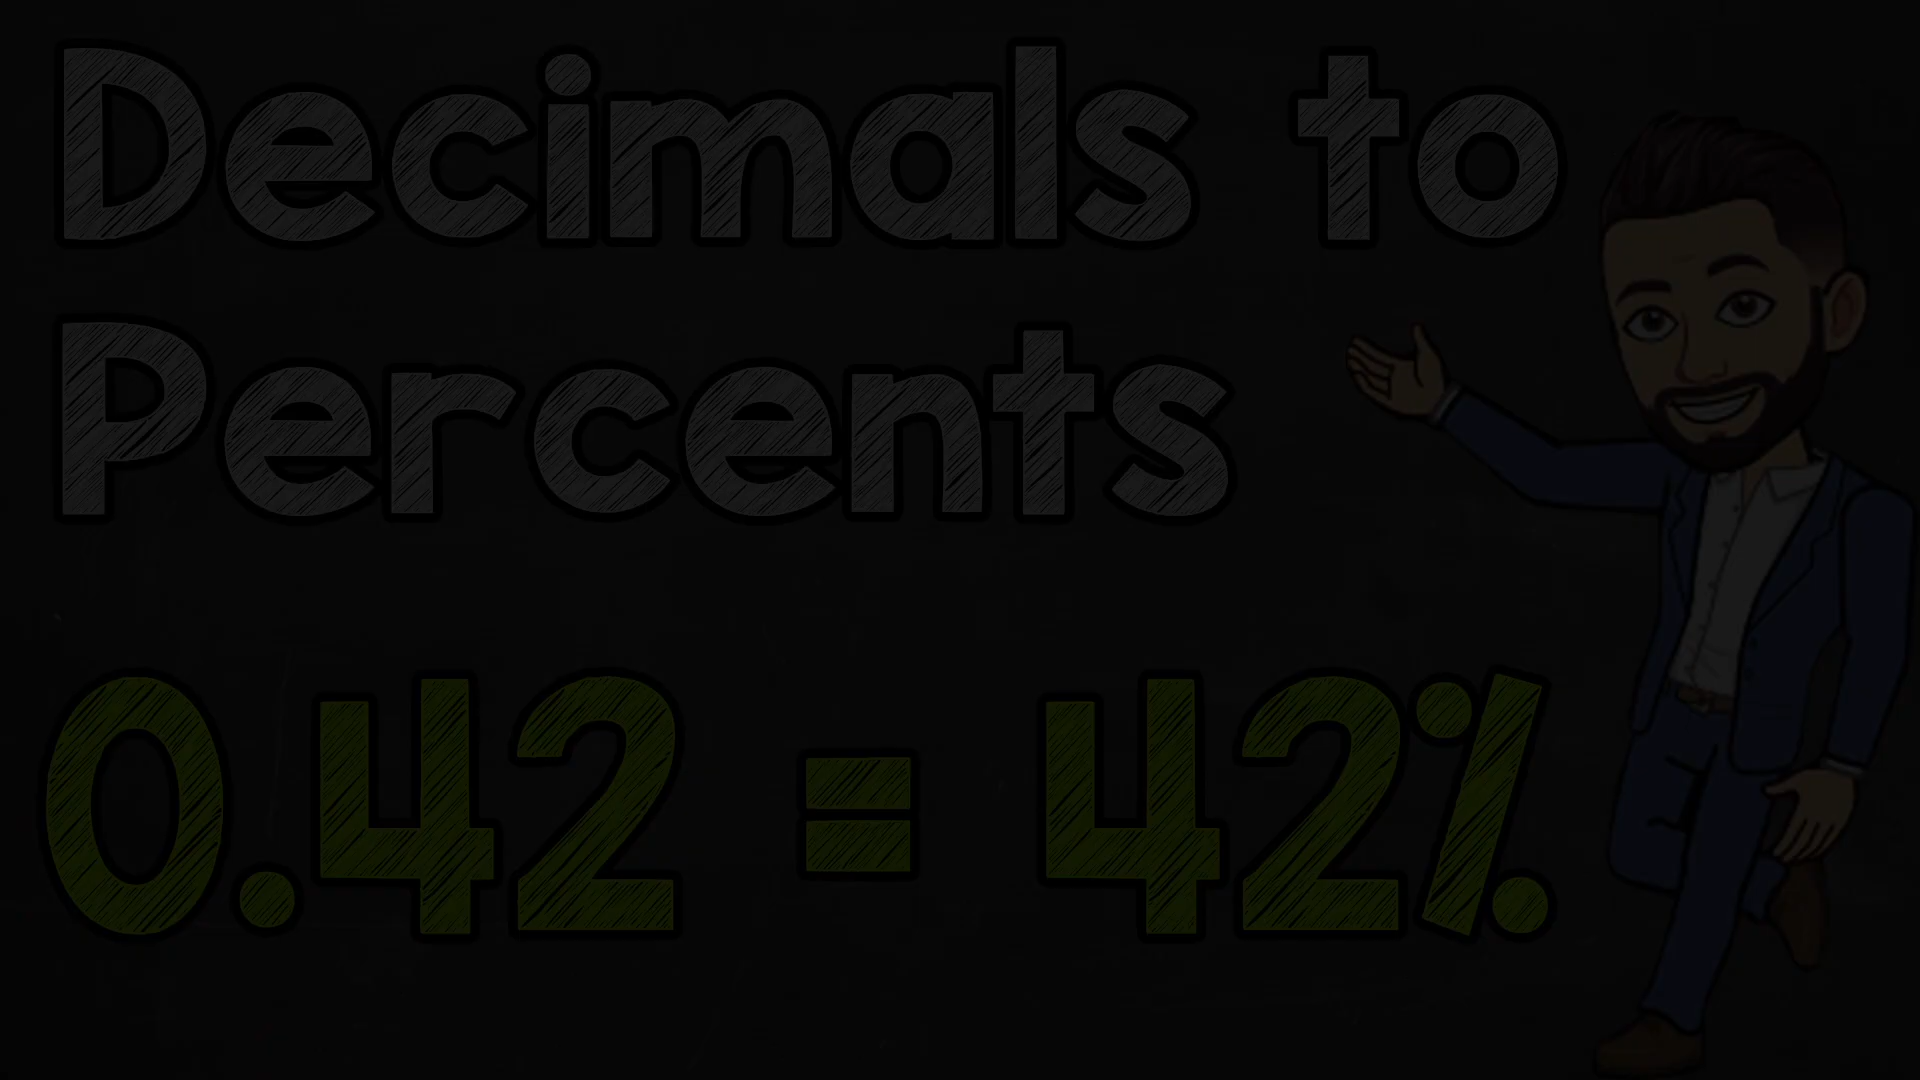 Decimals to
Percents
0.42 = 42%